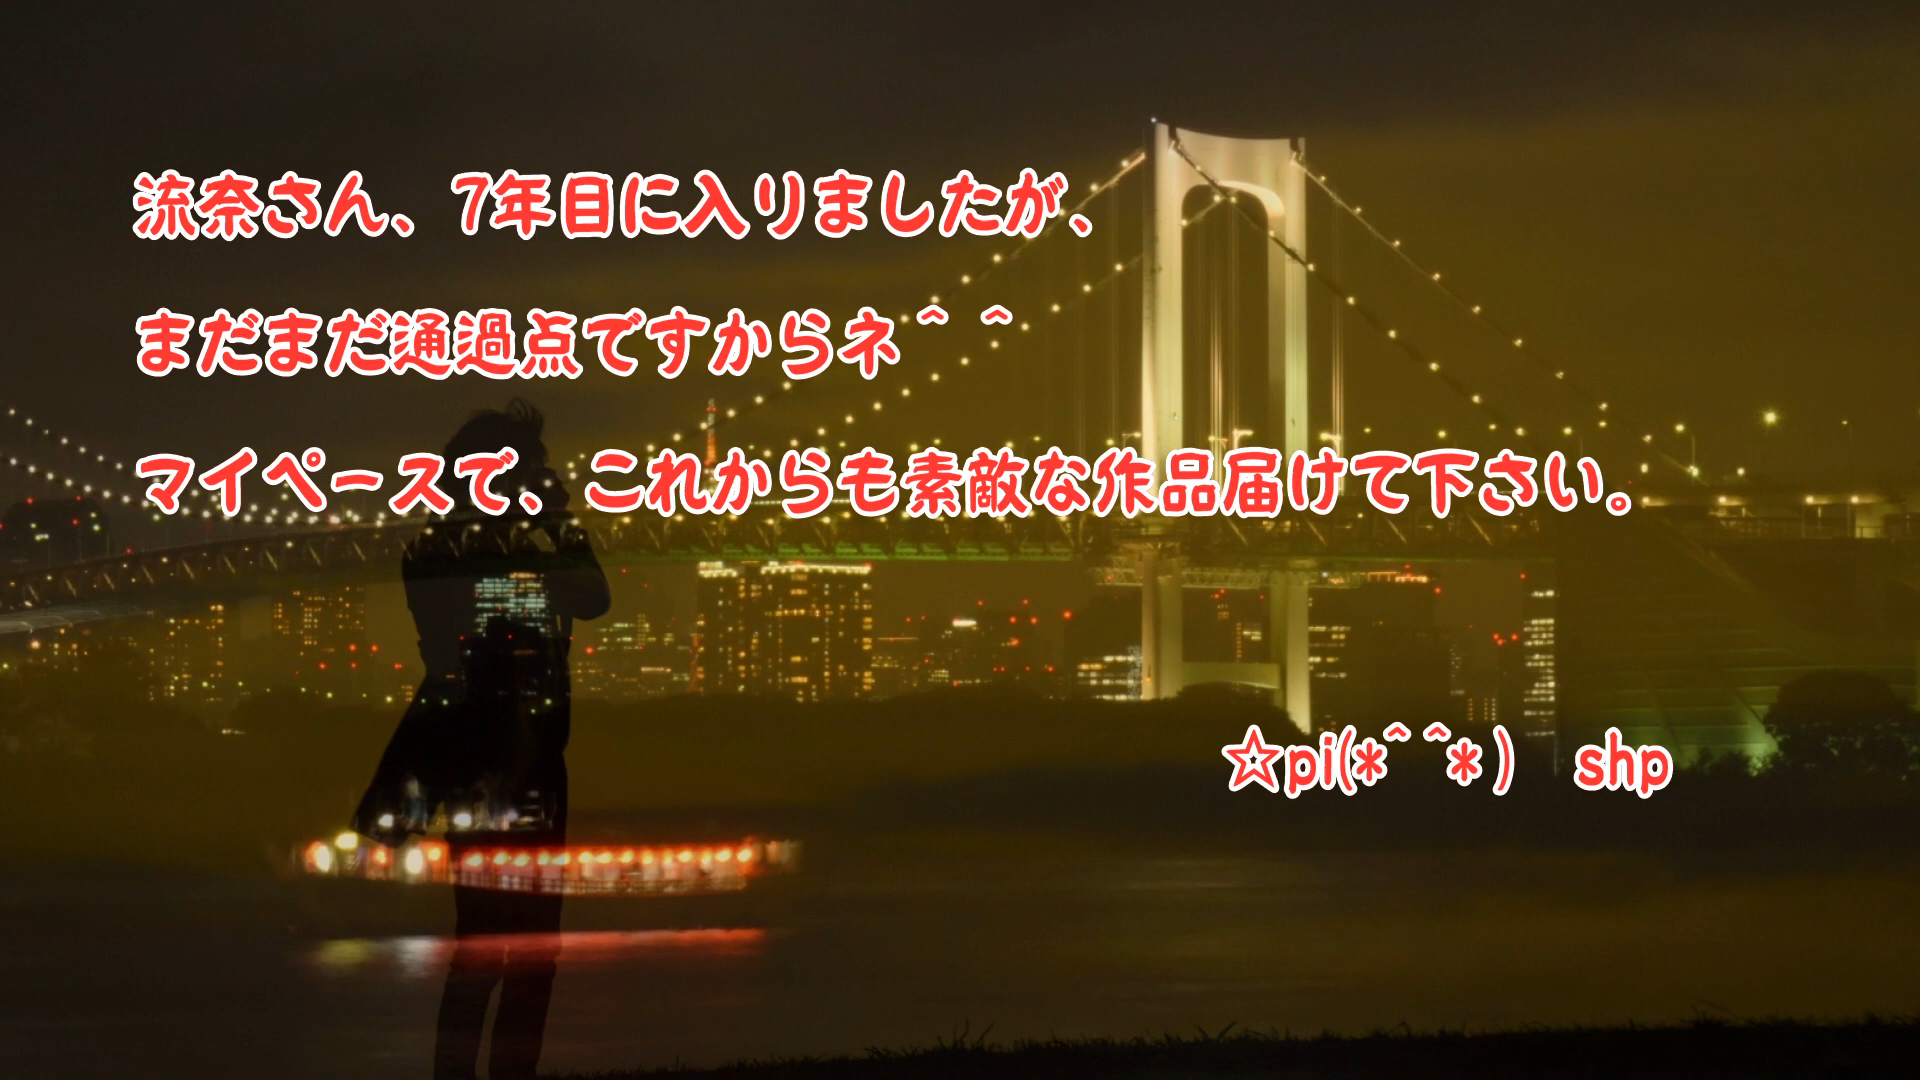 流奈さん、7年目に入りましたが、
まだまだ通過点ですからネ＾＾
マイペースで、これからも素敵な作品届けて下さい。
☆pi(*＾＾*)　shp